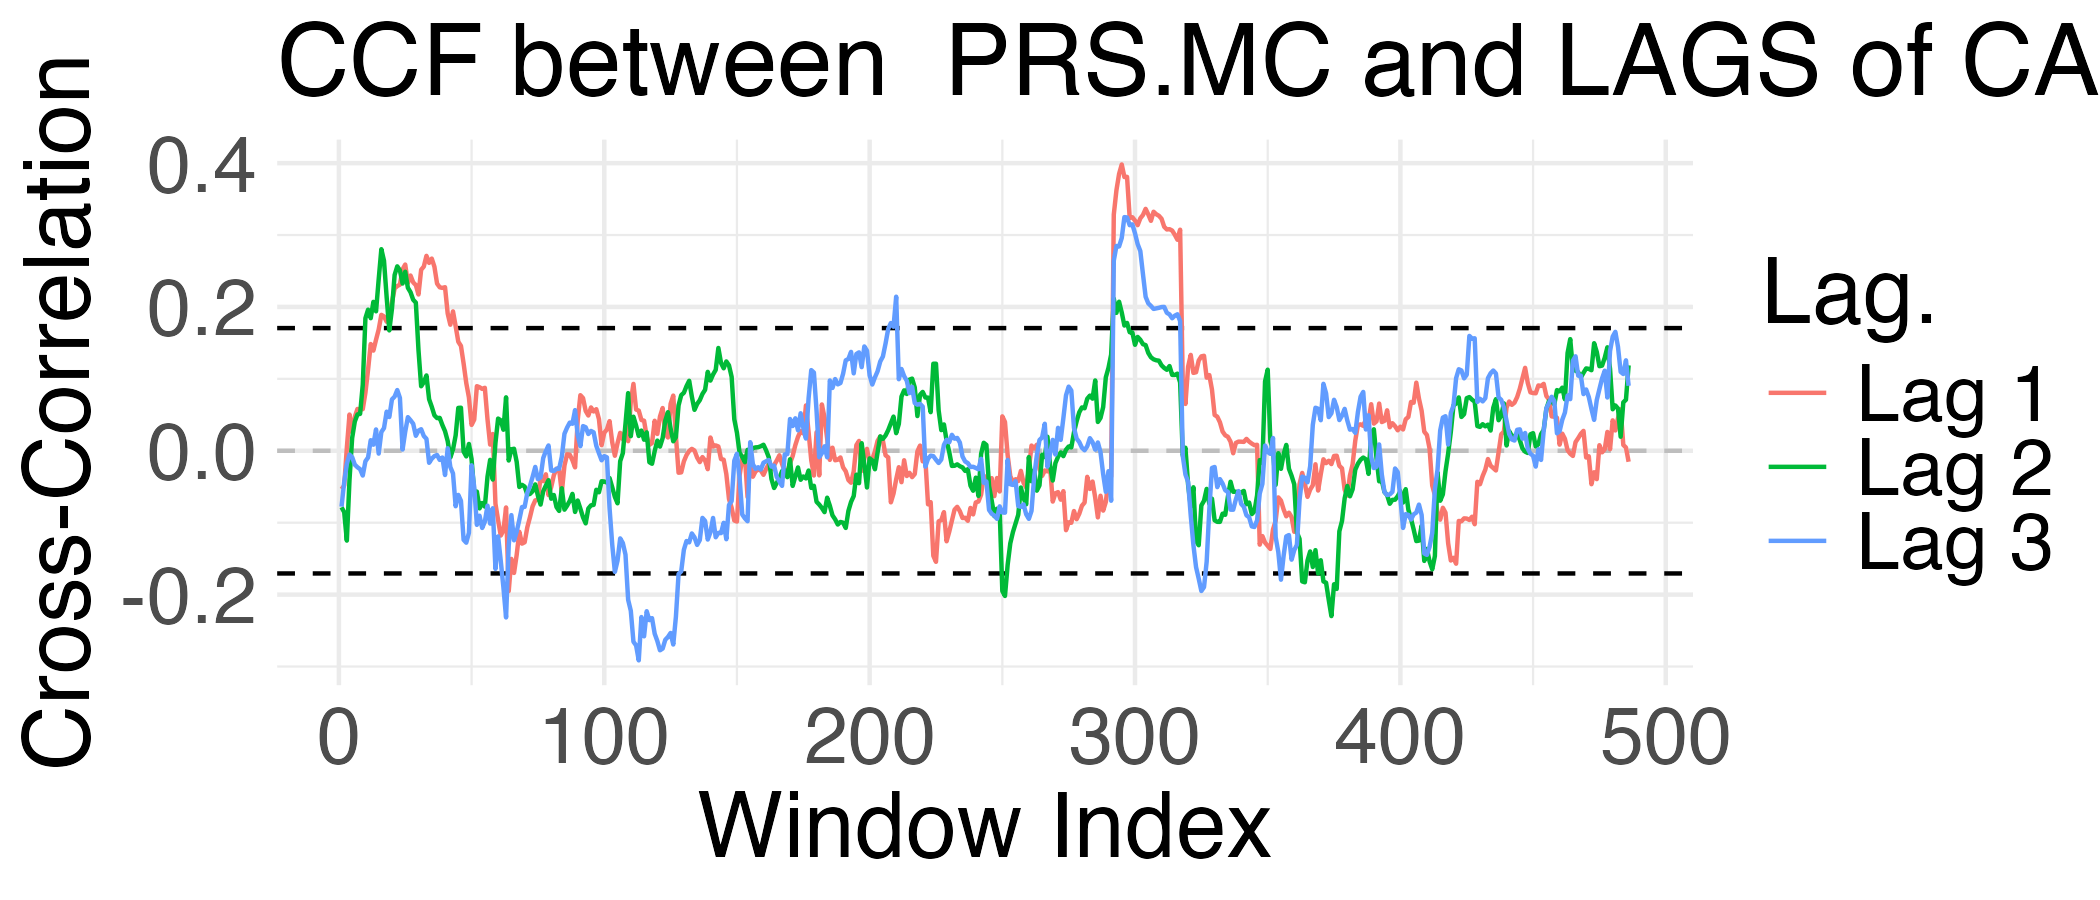 CCF between  PRS.MC and LAGS of CA
Cross-Correlation
0.4
0.2
0.0
-0.2
0 100 200 300 400 500
Window Index
Lag.
Lag 1
Lag 2
Lag 3